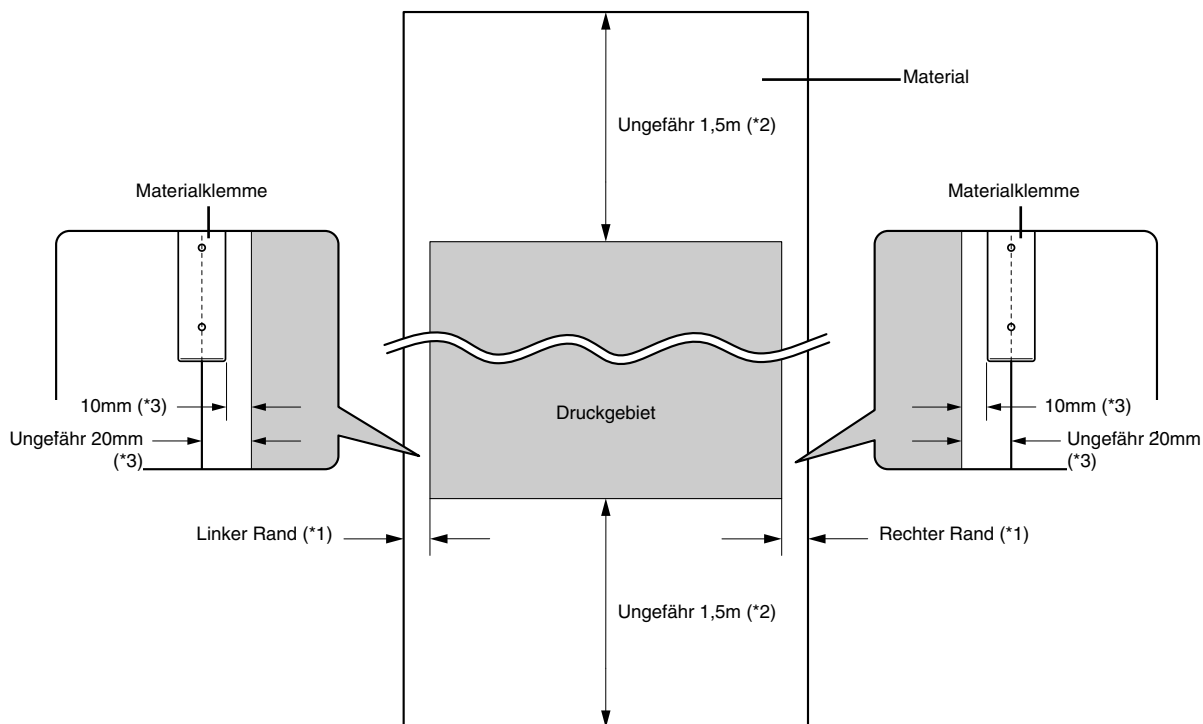 Material
Ungefähr 1,5m (*2)
Materialklemme
Materialklemme
10mm (*3)
Ungefähr 20mm
(*3)
Druckgebiet
10mm (*3)
Ungefähr 20mm
(*3)
Linker Rand (*1)
Rechter Rand (*1)
Ungefähr 1,5m (*2)